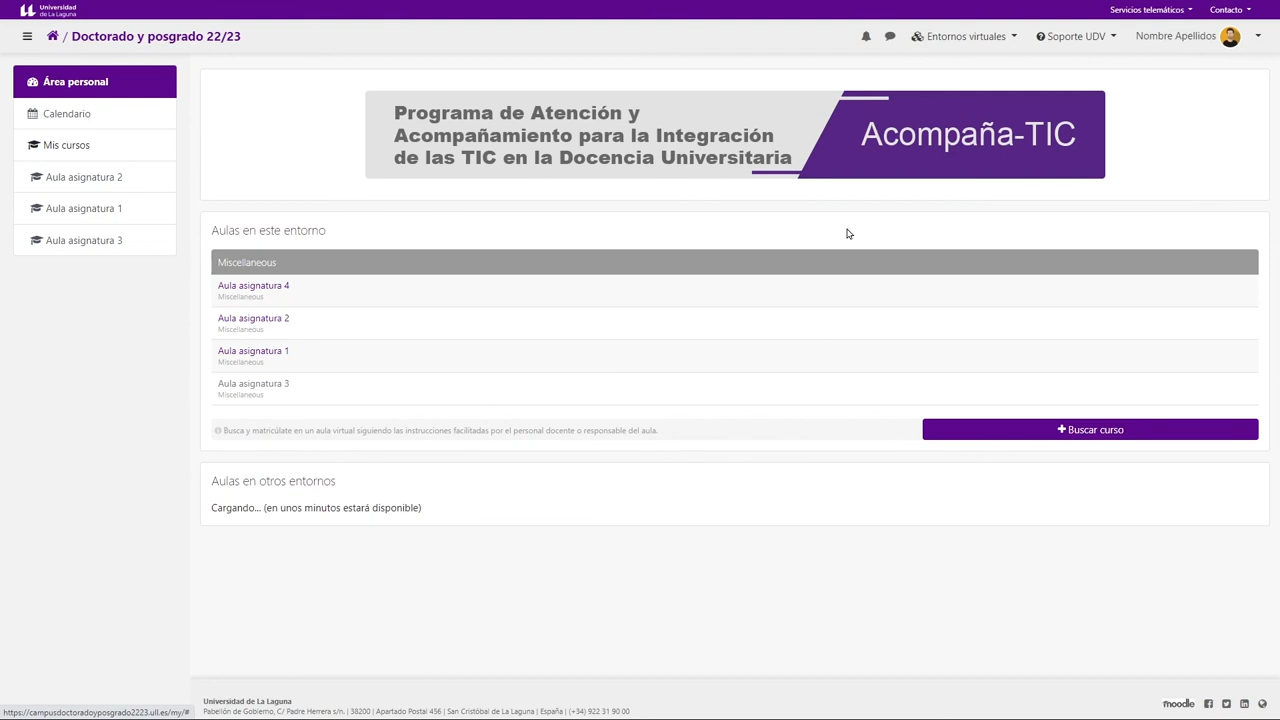 Universidad
de La Laguna
Servicios telemáticos
Contacto
/ Doctorado y posgrado 22/23
Entornos virtuales
Soporte UDV
Nombre Apellidos
Área personal
Calendario
Mis cursos
Aula asignatura 2
Aula asignatura 1
Aula asignatura 3
Programa de Atención y
Acompañamiento para la Integración
de las TIC en la Docencia Universitaria
Acompaña-TIC
Aulas en este entorno
Miscellaneous
Aula asignatura 4
Miscellaneous
Aula asignatura 2
Miscellaneous
Aula asignatura 1
Miscellaneous
Aula asignatura 3
Miscellaneous
Busca y matricúlate en un aula virtual siguiendo las instrucciones facilitadas por el personal docente o responsable del aula.
Buscar curso
Aulas en otros entornos
Cargando... (en unos minutos estará disponible)
Universidad de La Laguna
Pabellón de Gobierno, C/ Padre Herrera s/n. | 38200 | Apartado Postal 456 | San Cristóbal de La Laguna | España | (+34) 922 31 90 00
moodle
https://campusdoctoradoyposgrado2223.ull.es/my/#